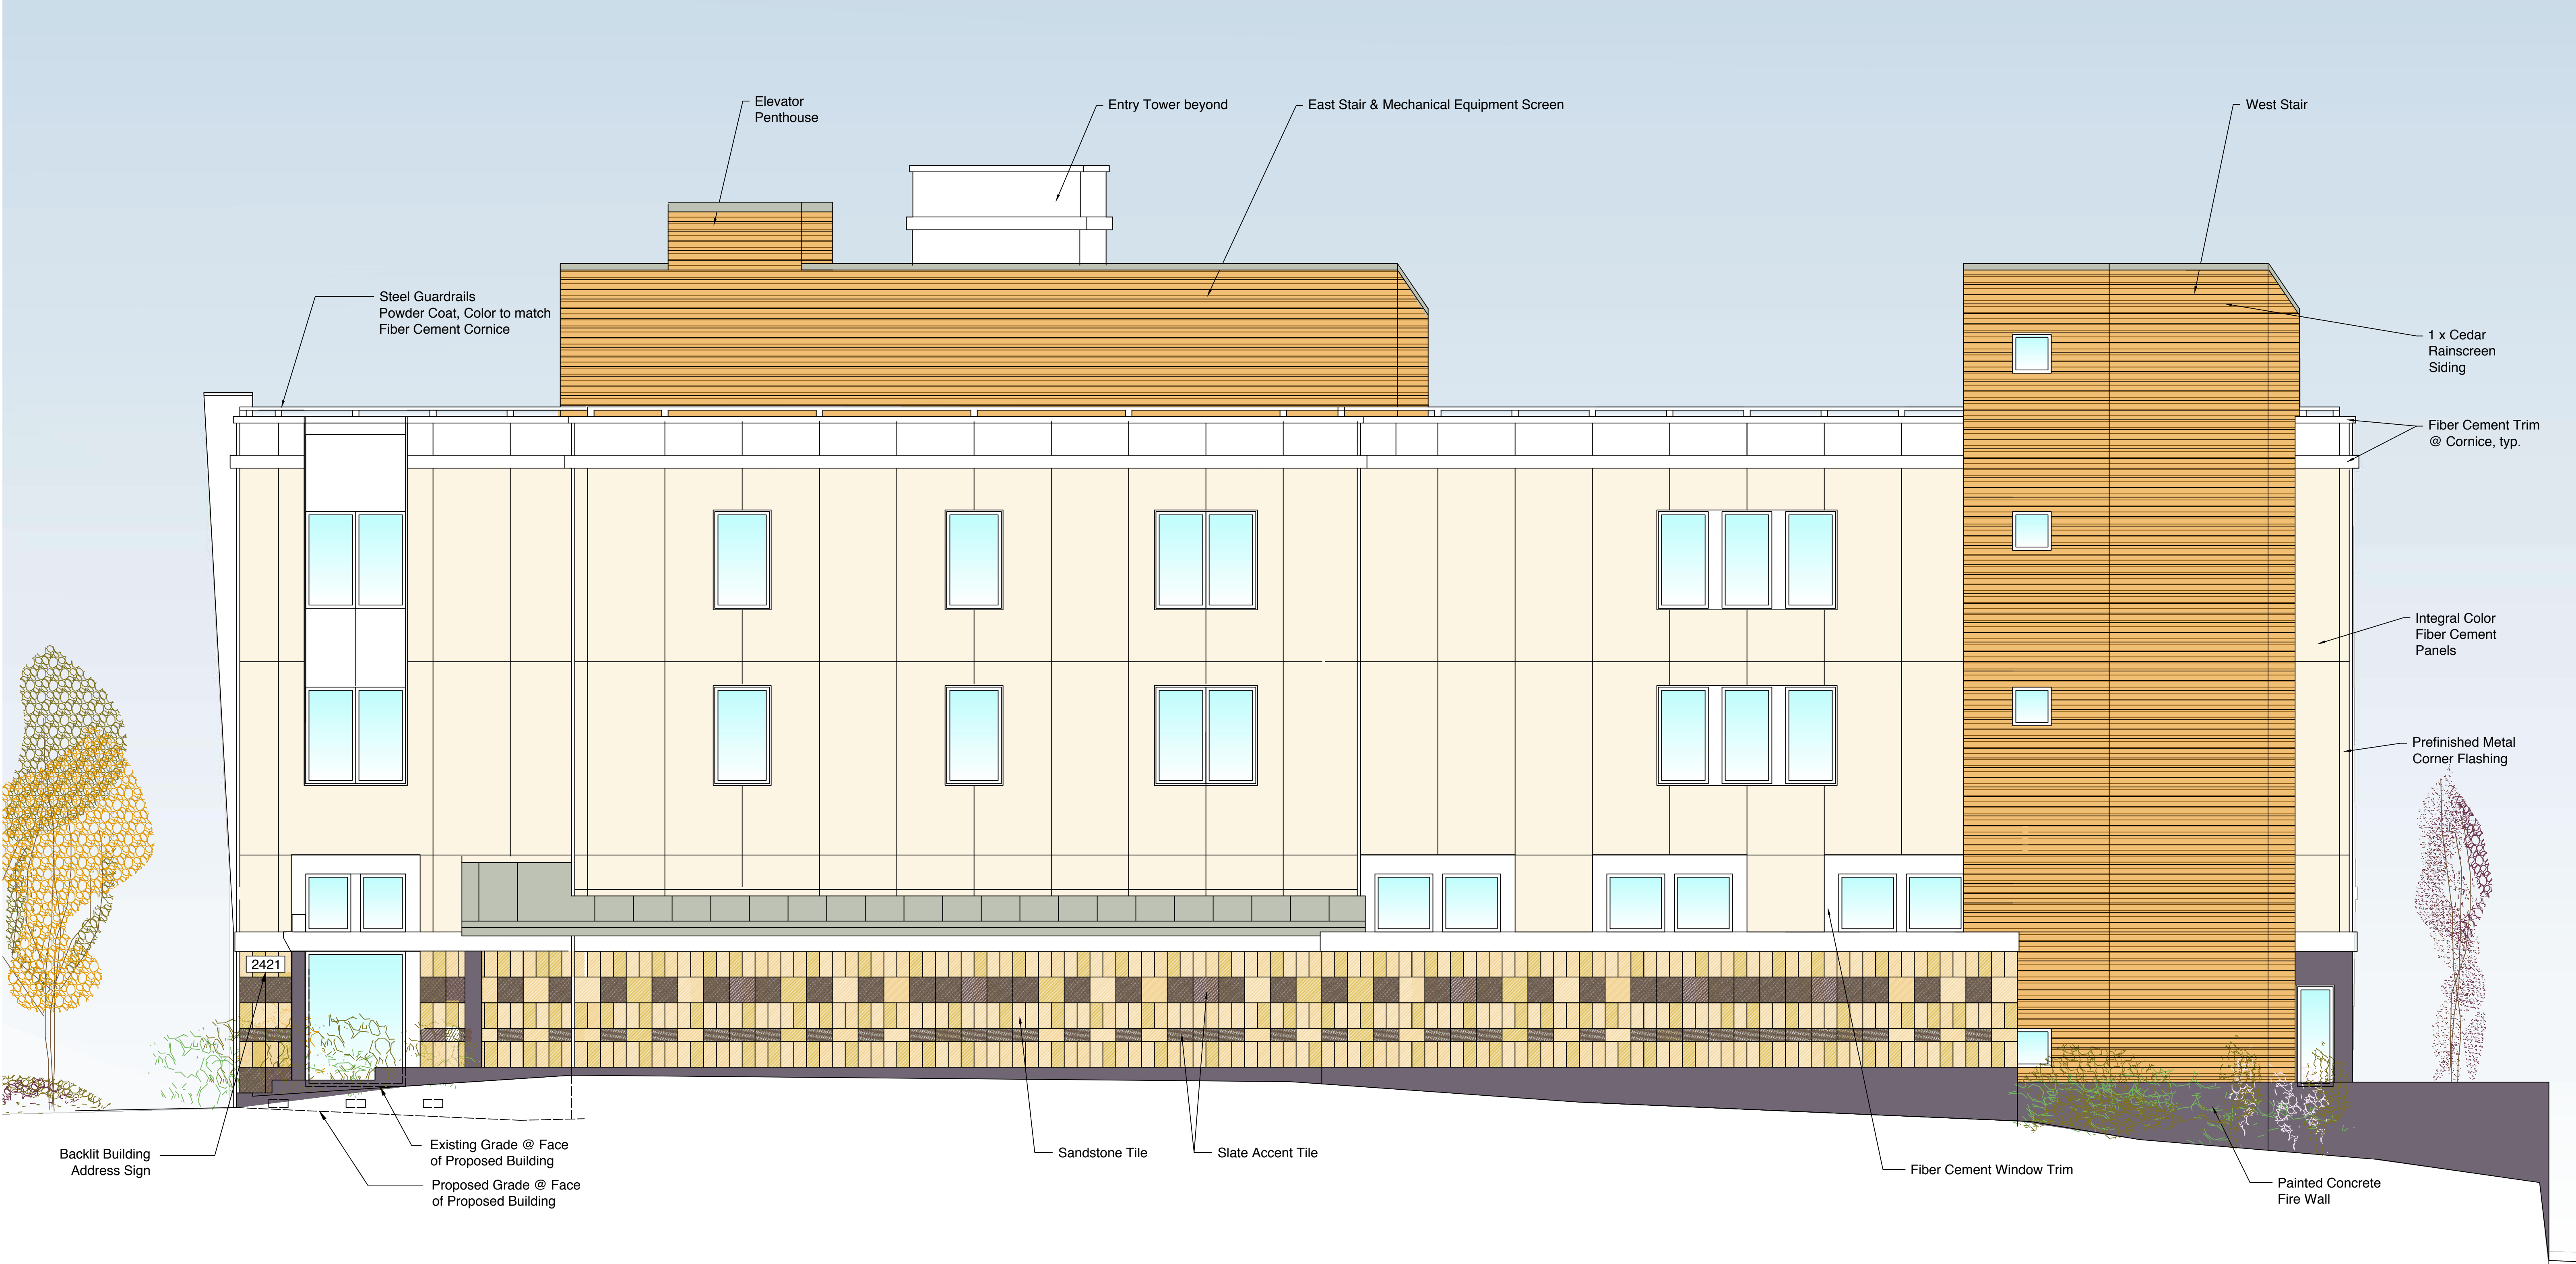 Elevator
Penthouse
Entry Tower beyond
East Stair & Mechanical Equipment Screen
West Stair
Steel Guardrails
Powder Coat, Color to match
Fiber Cement Cornice
1 x Cedar
Rainscreen
Siding
Fiber Cement Trim
@ Cornice, typ.
Integral Color
Fiber Cement
Panels
Prefinished Metal
Corner Flashing
2421
Backlit Building
Address Sign
Existing Grade @ Face
of Proposed Building
Proposed Grade @ Face
of Proposed Building
Sandstone Tile
Slate Accent Tile
Fiber Cement Window Trim
Painted Concrete
Fire Wall